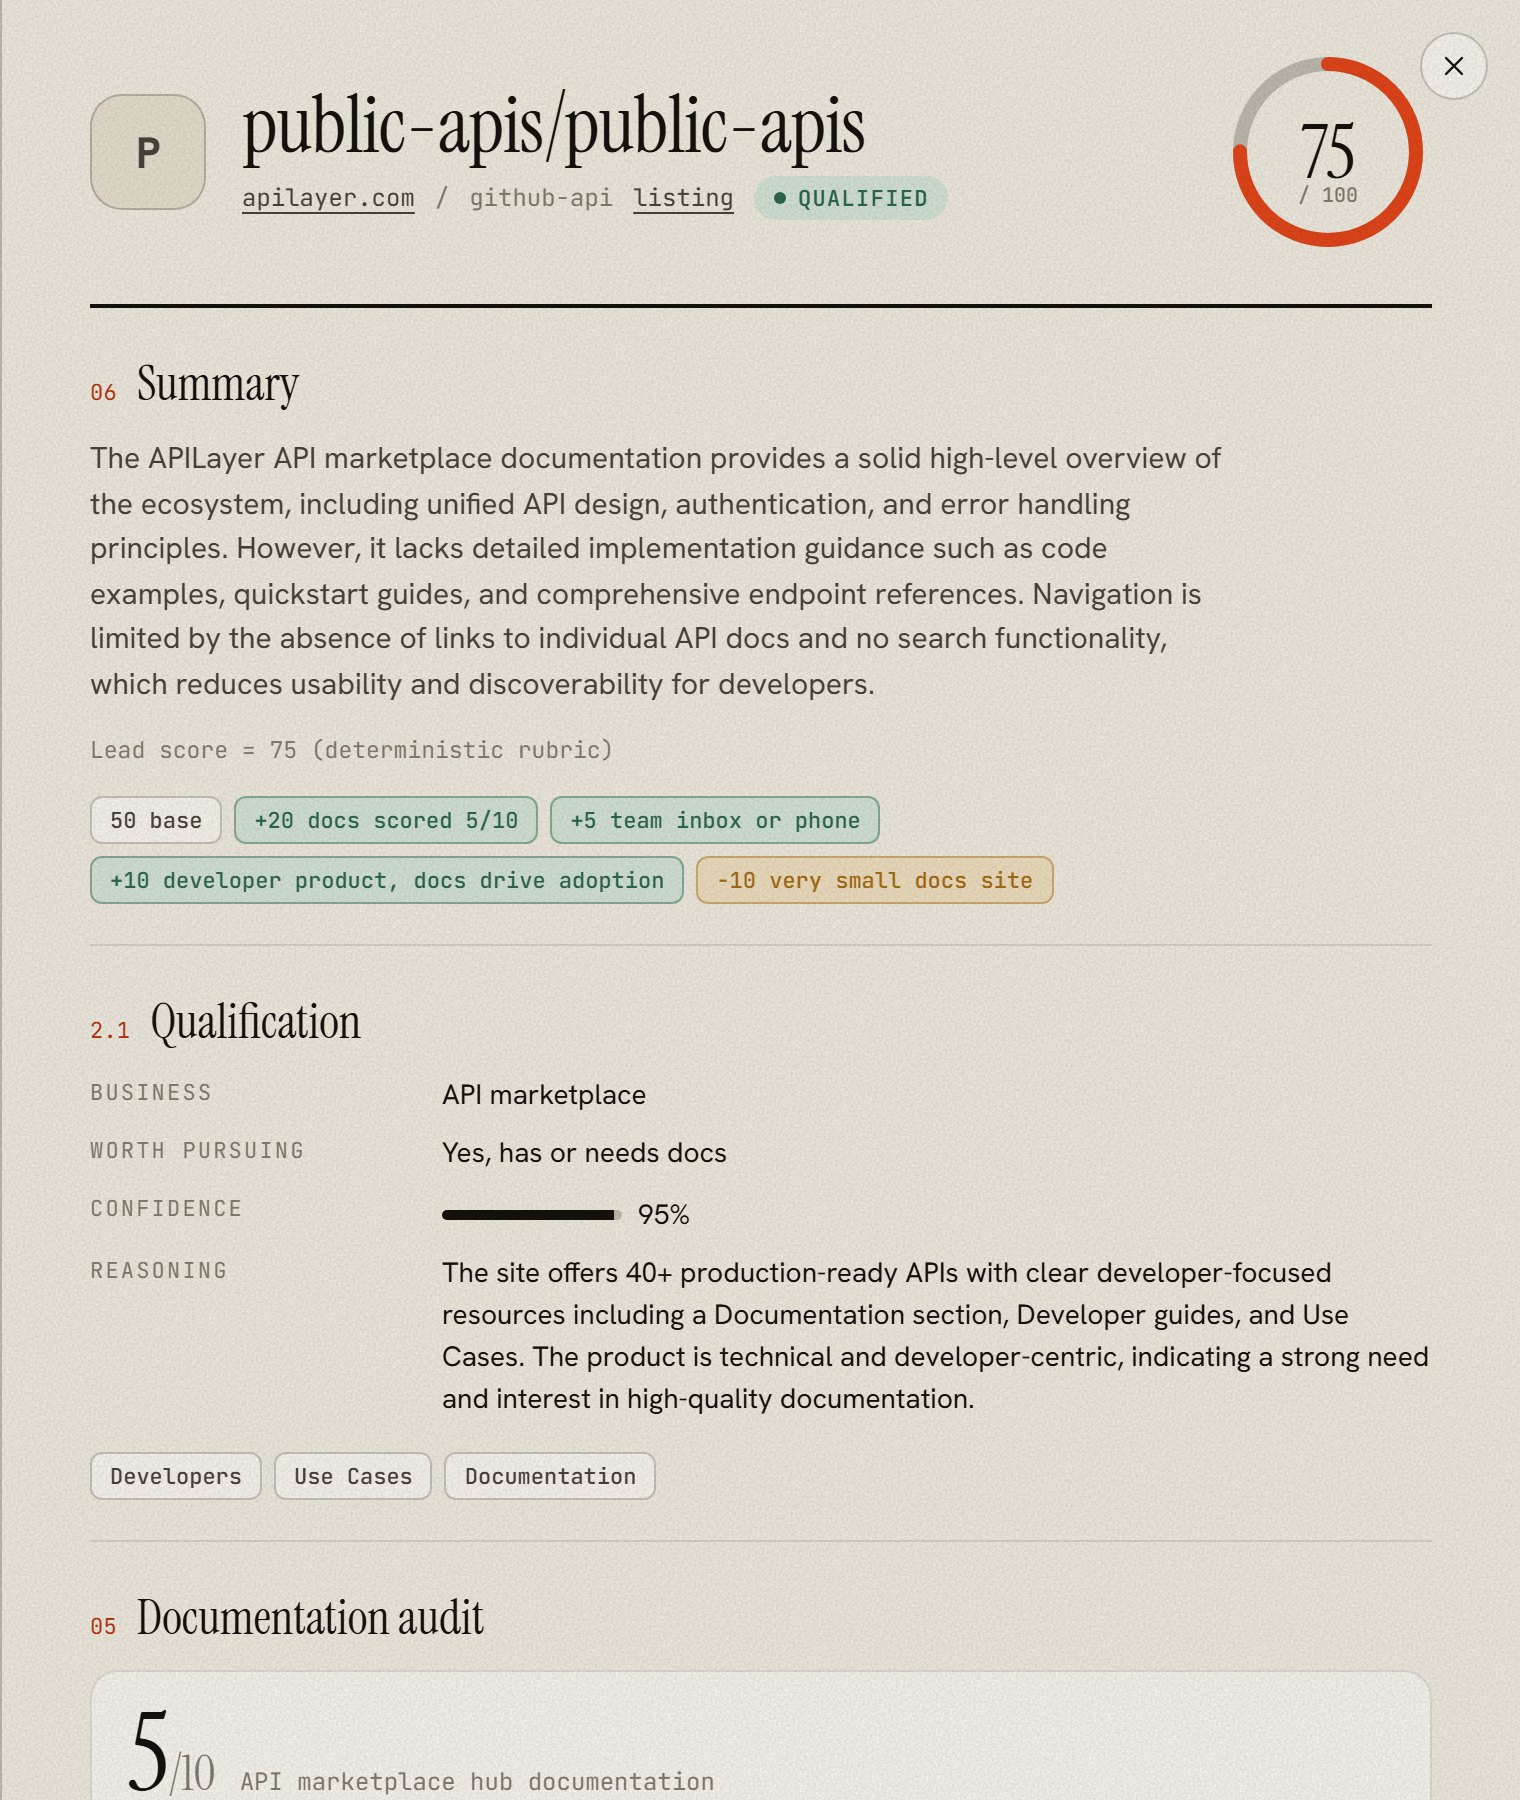 P
public-apis/public-apis
apilayer.com / github-api listing QUALIFIED
75
/ 100
06 Summary
The APILayer API marketplace documentation provides a solid high-level overview of
the ecosystem, including unified API design, authentication, and error handling
principles. However, it lacks detailed implementation guidance such as code
examples, quickstart guides, and comprehensive endpoint references. Navigation is
limited by the absence of links to individual API docs and no search functionality,
which reduces usability and discoverability for developers.
Lead score = 75 (deterministic rubric)
50 base +20 docs scored 5/10 +5 team inbox or phone
+10 developer product, docs drive adoption -10 very small docs site
2.1 Qualification
BUSINESS API marketplace
WORTH PURSUING Yes, has or needs docs
CONFIDENCE 95%
REASONING The site offers 40+ production-ready APIs with clear developer-focused
resources including a Documentation section, Developer guides, and Use
Cases. The product is technical and developer-centric, indicating a strong need
and interest in high-quality documentation.
Developers Use Cases Documentation
05 Documentation audit
5/10 API marketplace hub documentation